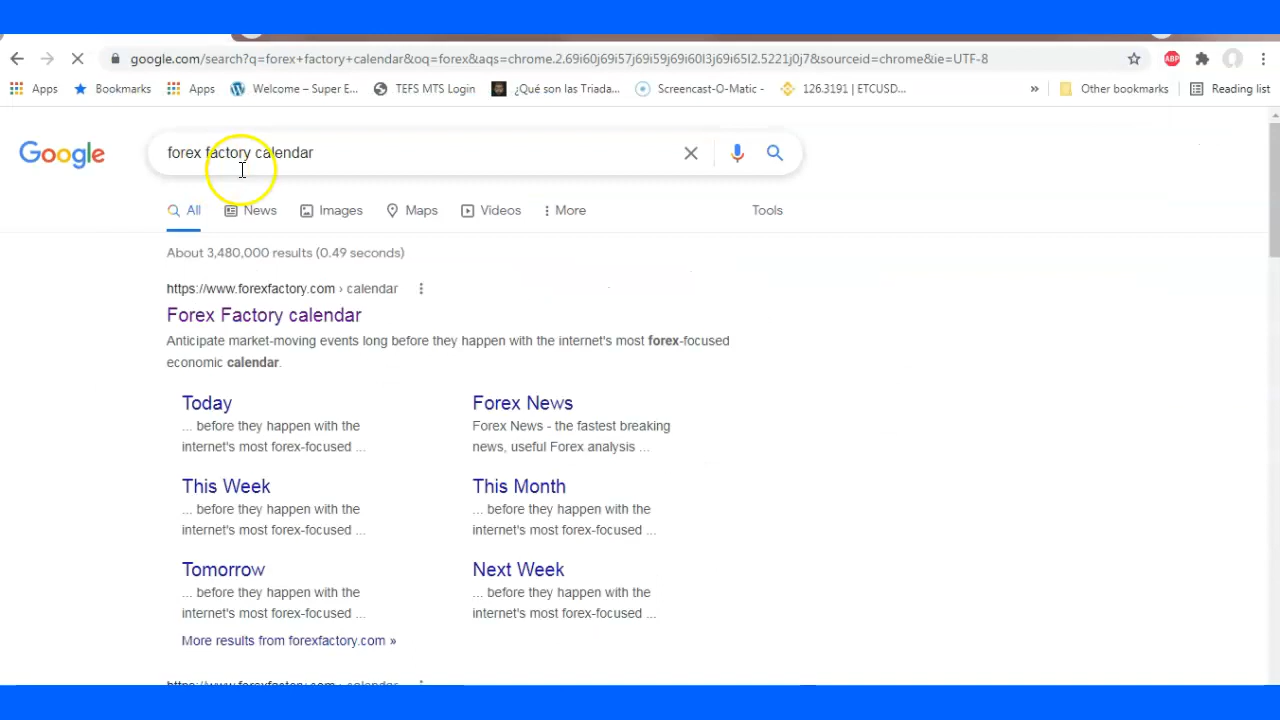 google.com/search?q=forex+factory+calendar&oq=forex&aqs=chrome.2.69i60j69i57j69i59j69i60l3j69i65l2.5221j0j7&sourceid=chrome&ie=UTF-8
ABP
Apps Bookmarks Apps Welcome – Super E... TEFS MTS Login ¿Qué son las Triada... Screencast-O-Matic - 126.3191 | ETCUSD... » Other bookmarks Reading list
Google forex factory calendar
All News Images Maps Videos More Tools
About 3,480,000 results (0.49 seconds)
https://www.forexfactory.com › calendar
Forex Factory calendar
Anticipate market-moving events long before they happen with the internet's most forex-focused
economic calendar.
Today
... before they happen with the
internet's most forex-focused ...
Forex News
Forex News - the fastest breaking
news, useful Forex analysis ...
This Week
... before they happen with the
internet's most forex-focused ...
This Month
... before they happen with the
internet's most forex-focused ...
Tomorrow
... before they happen with the
internet's most forex-focused ...
Next Week
... before they happen with the
internet's most forex-focused ...
More results from forexfactory.com »
https://www.forexfactory.com › calendar